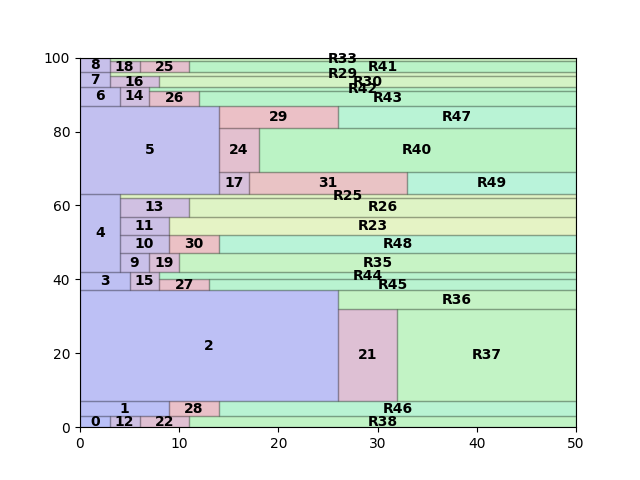 100
R33
8 18 25 R41
R29
7 16 R30
R42
6 14 26 R43
29 R47
80
5 24 R40
17 31 R49
R25
60
13 R26
11 R23
4
10 30 R48
9 19 R35
R44
40
3 15 27 R45
R36
2 21 R37
20
1 28 R46
0 12 22 R38
0
0 10 20 30 40 50